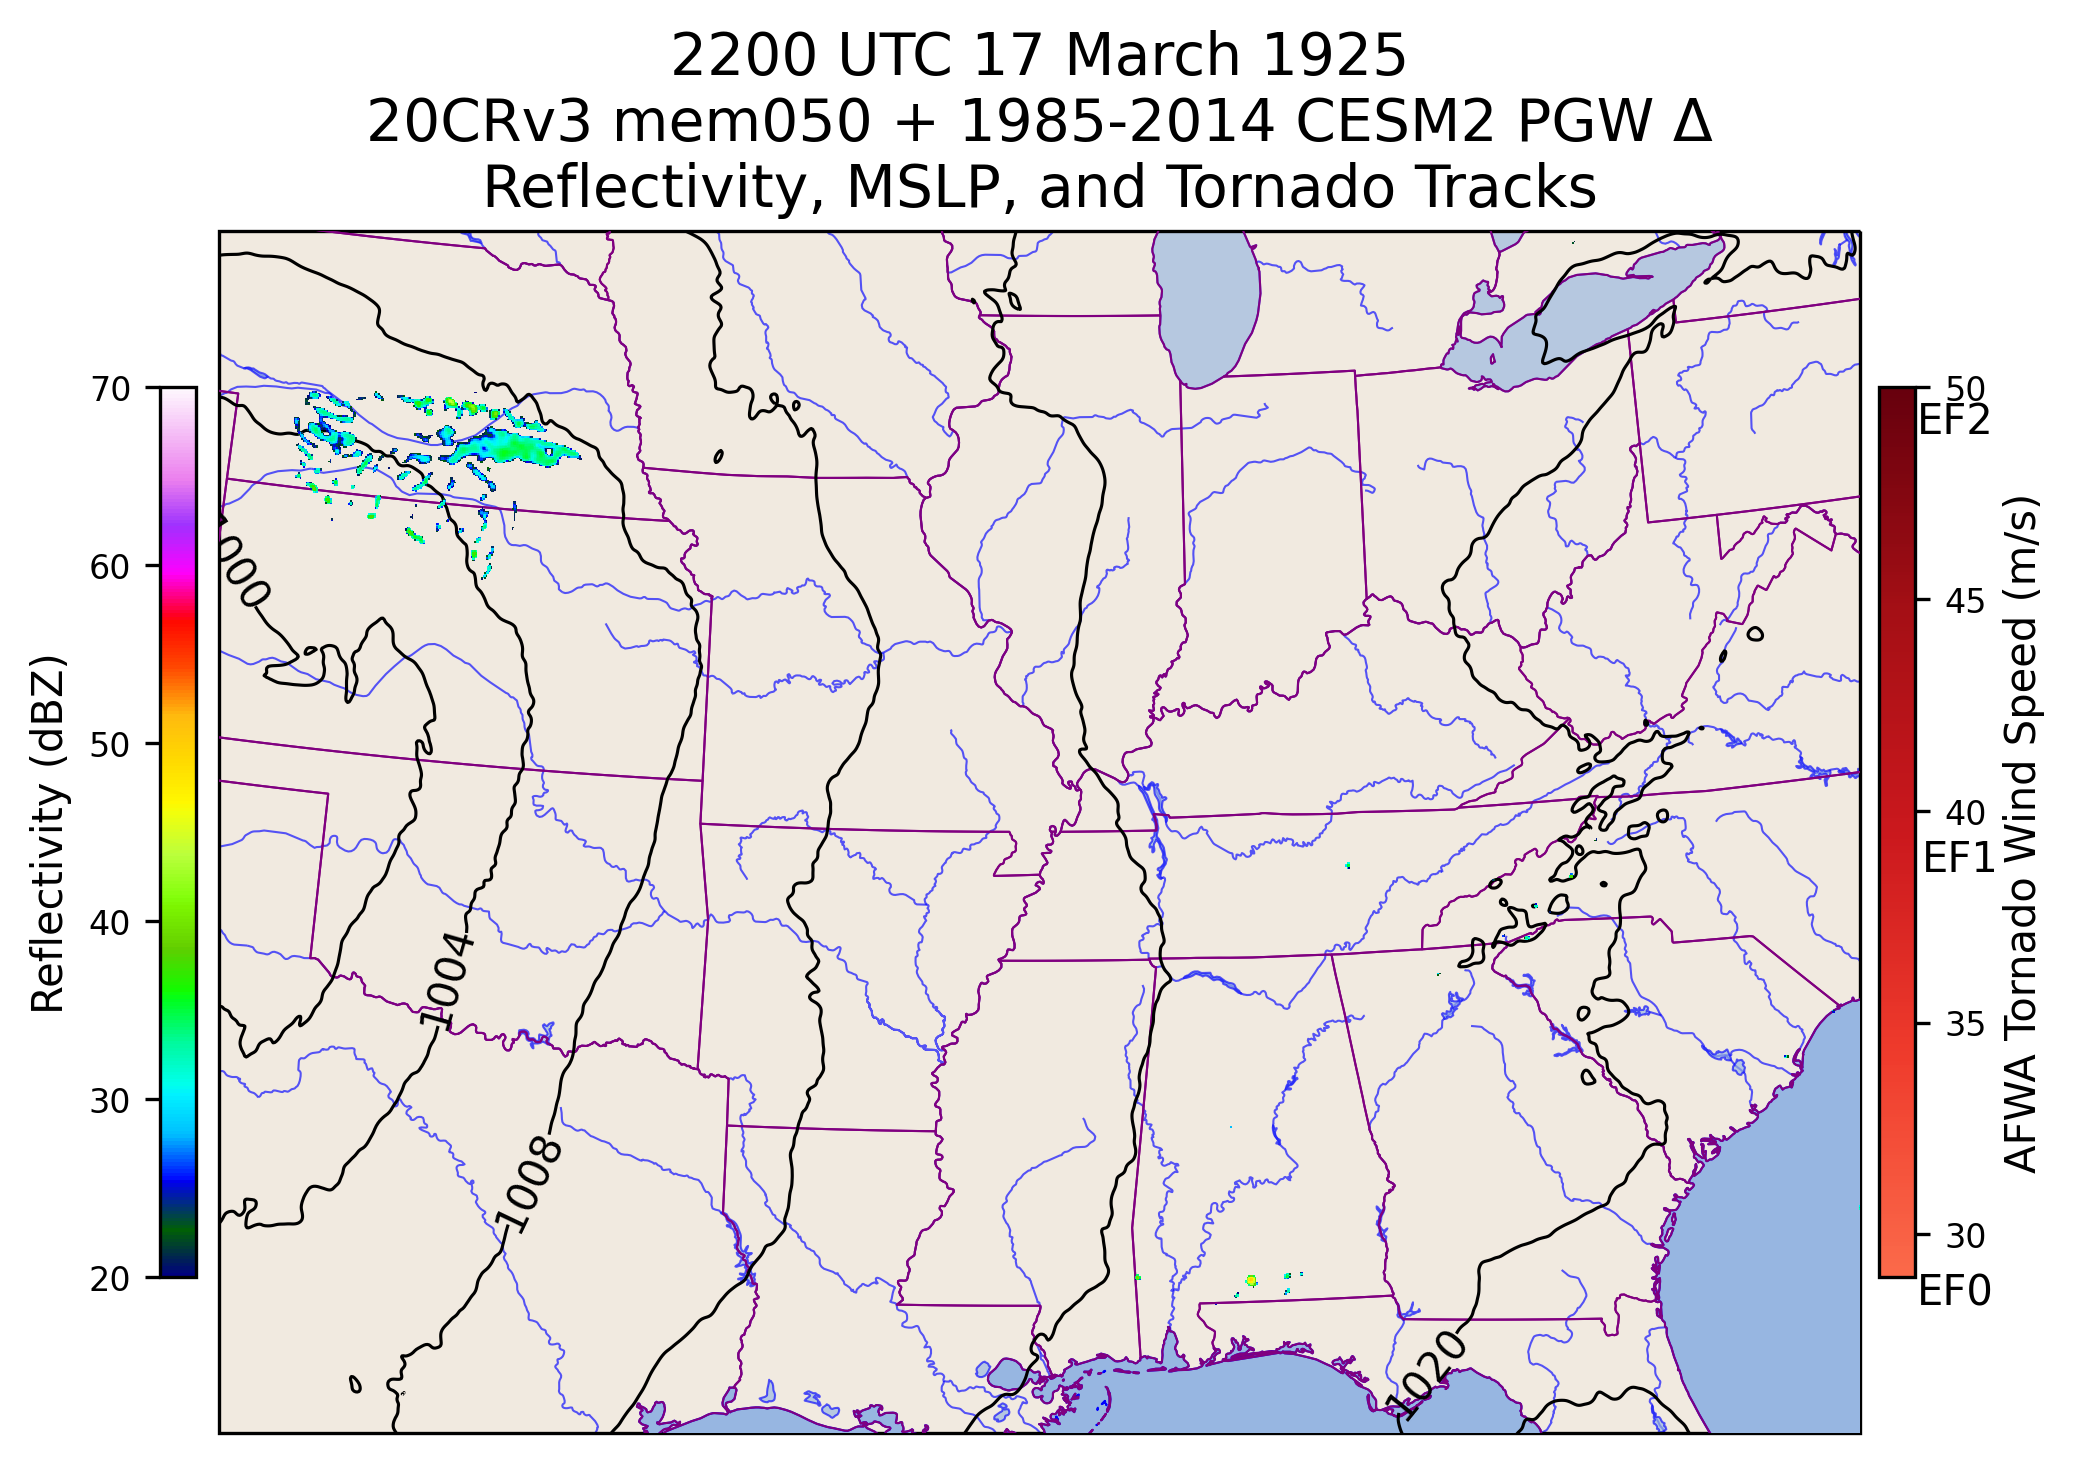 2200 UTC 17 March 1925
20CRv3 mem050 + 1985-2014 CESM2 PGW Δ
Reflectivity, MSLP, and Tornado Tracks
70
60
50
40
30
20
Reflectivity (dBZ)
000
1004
1008
1020
50
EF2
45
40
EF1
35
30
EF0
AFWA Tornado Wind Speed (m/s)